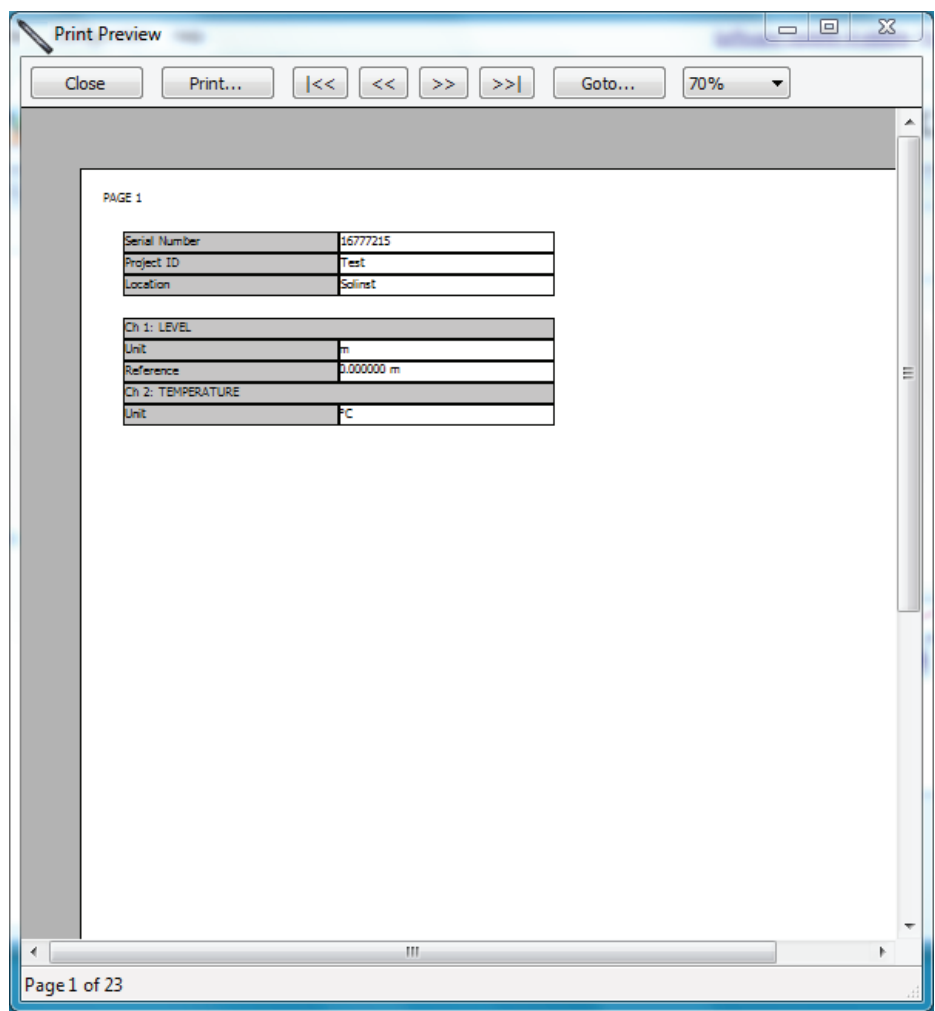 Print Preview
Close Print... |<< << >> >>| Goto... 70%
PAGE 1
Serial Number 16777215
Project ID Test
Location Solinst
Ch 1: LEVEL
Unit m
Reference 0.000000 m
Ch 2: TEMPERATURE
Unit °C
Page 1 of 23